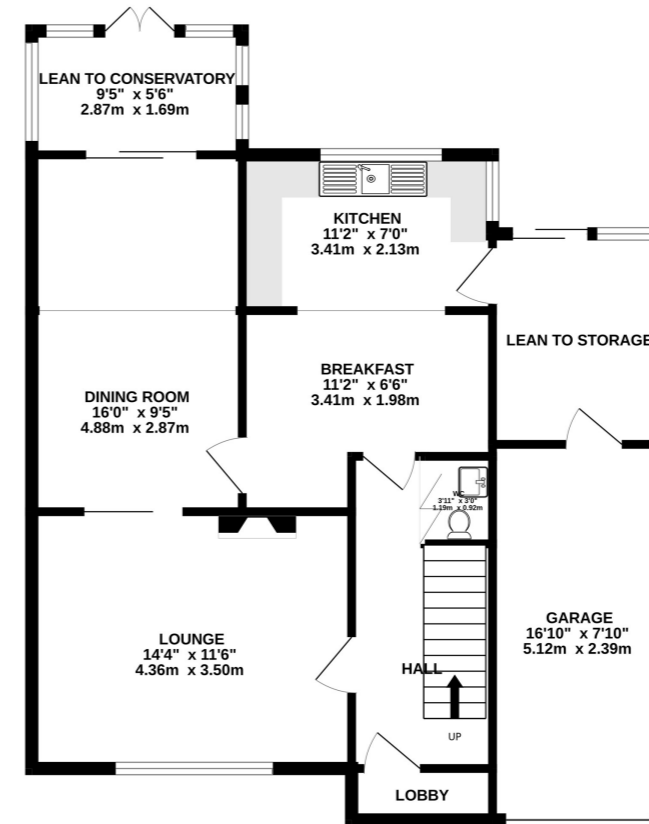 LEAN TO CONSERVATORY
9'5" x 5'6"
2.87m x 1.69m
KITCHEN
11'2" x 7'0"
3.41m x 2.13m
LEAN TO STORAGE
BREAKFAST
11'2" x 6'6"
3.41m x 1.98m
DINING ROOM
16'0" x 9'5"
4.88m x 2.87m
WC
3'11" x 3'0"
1.19m x 0.92m
LOUNGE
14'4" x 11'6"
4.36m x 3.50m
GARAGE
16'10" x 7'10"
5.12m x 2.39m
HALL
UP
LOBBY